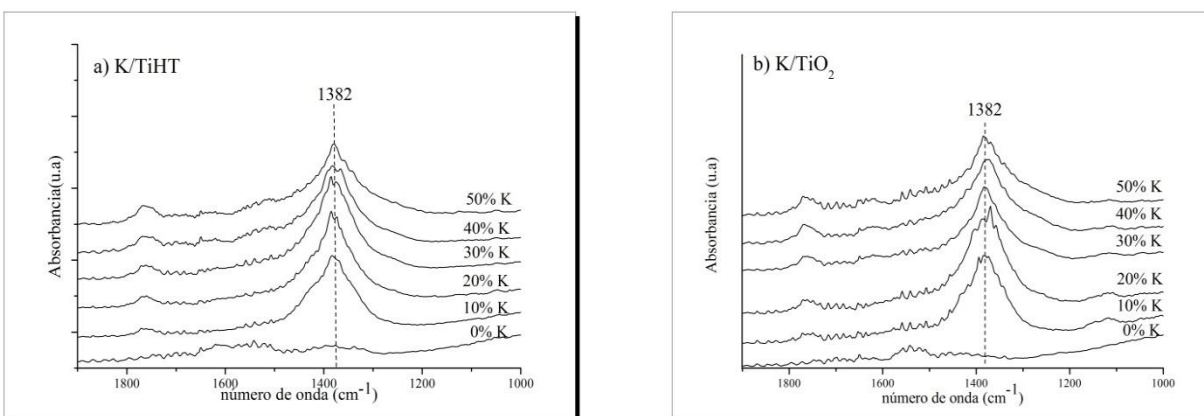 a) K/TiHT
1382
Absorbancia(u.a)
50% K
40% K
30% K
20% K
10% K
0% K
1800
1600
1400
1200
1000
número de onda (cm⁻¹)
b) K/TiO₂
1382
Absorbancia (u.a)
50% K
40% K
30% K
20% K
10% K
0% K
1800
1600
1400
1200
1000
número de onda (cm⁻¹)